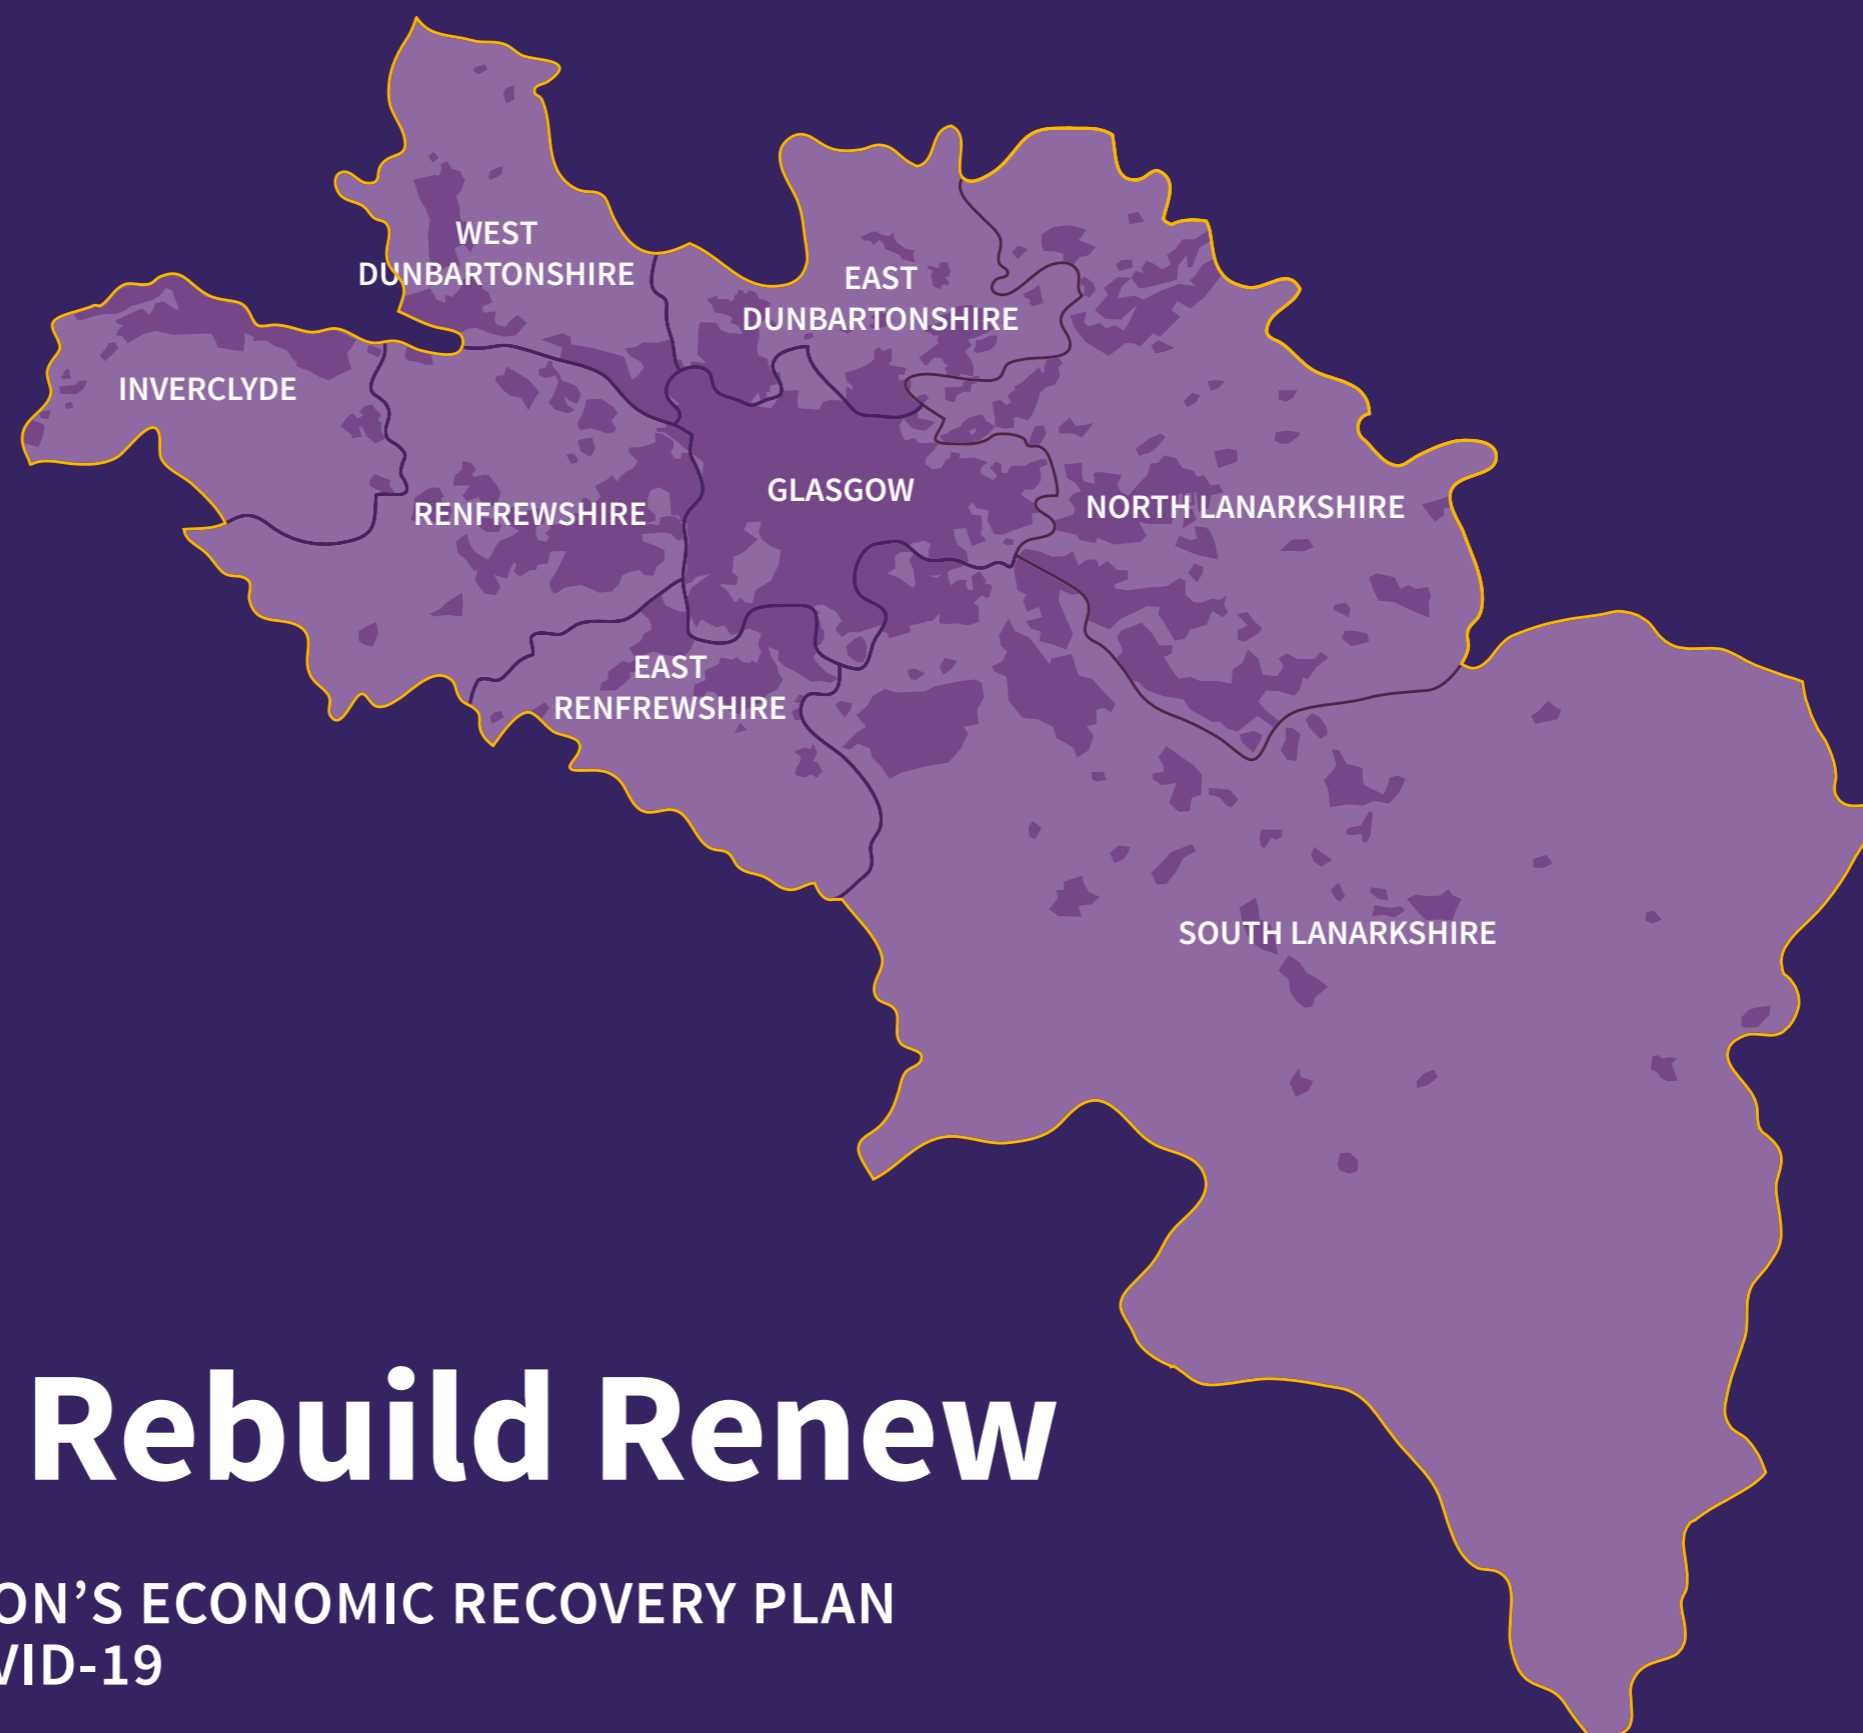 WEST
DUNBARTONSHIRE
EAST
DUNBARTONSHIRE
INVERCLYDE
RENFREWSHIRE
GLASGOW
NORTH LANARKSHIRE
EAST
RENFREWSHIRE
SOUTH LANARKSHIRE
Rebuild Renew
ON’S ECONOMIC RECOVERY PLAN
VID-19